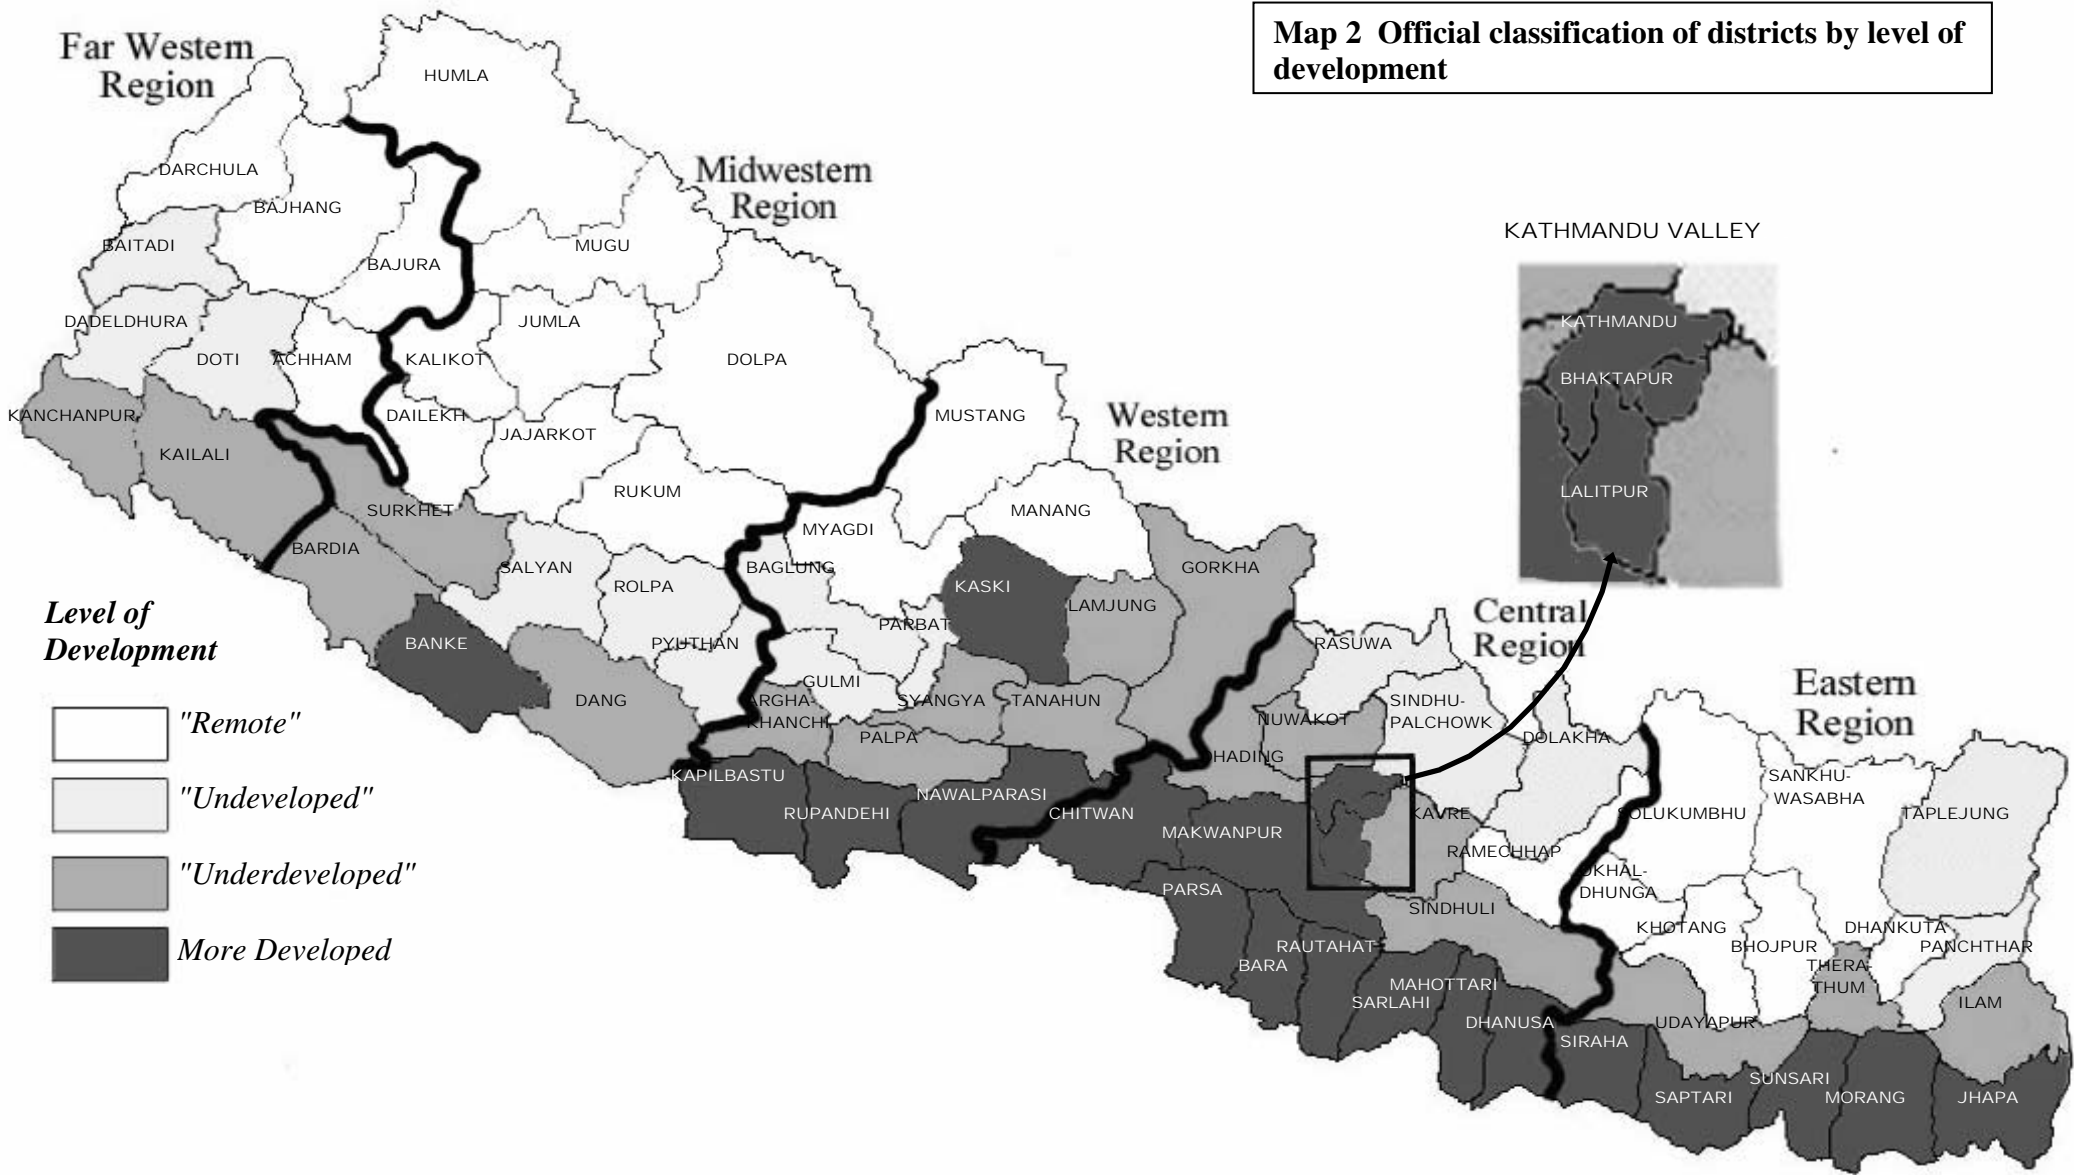 Map 2 Official classification of districts by level of
development
Far Western
Region
HUMLA
DARCHULA
BAJHANG
Midwestern
Region
BAITADI
BAJURA
MUGU
KATHMANDU VALLEY
DADELDHURA
DOTI
ACHHAM
KALIKOT
JUMLA
DOLPA
KATHMANDU
BHAKTAPUR
LALITPUR
KANCHANPUR
KAILALI
DAILEKH
JAJARKOT
MUSTANG
Western
Region
SURKHET
RUKUM
MYAGDI
MANANG
BARDIA
SALYAN
ROLPA
BAGLUNG
KASKI
GORKHA
LAMJUNG
PARBAT
Central
Region
BANKE
PYUTHAN
GULMI
RASUWA
DANG
ARGHA-
KHANCHI
SYANGYA
TANAHUN
NUWAKOT
SINDHU-
PALCHOWK
Eastern
Region
PALPA
HADING
DOLAKHA
KAPILBASTU
RUPANDEHI
NAWALPARASI
CHITWAN
MAKWANPUR
KAVRE
SOLUKUMBHU
SANKHU-
WASABHA
TAPLEJUNG
RAMECHHAP
OKHAL-
DHUNGA
PARSA
SINDHULI
KHOTANG
BHOJPUR
DHANKUTA
PANCHTHAR
BARA
RAUTAHAT
SARLAHI
MAHOTTARI
DHANUSA
THERA-
THUM
ILAM
SIRAHA
UDAYAPUR
SAPTARI
SUNSARI
MORANG
JHAPA
Level of
Development
"Remote"
"Undeveloped"
"Underdeveloped"
More Developed